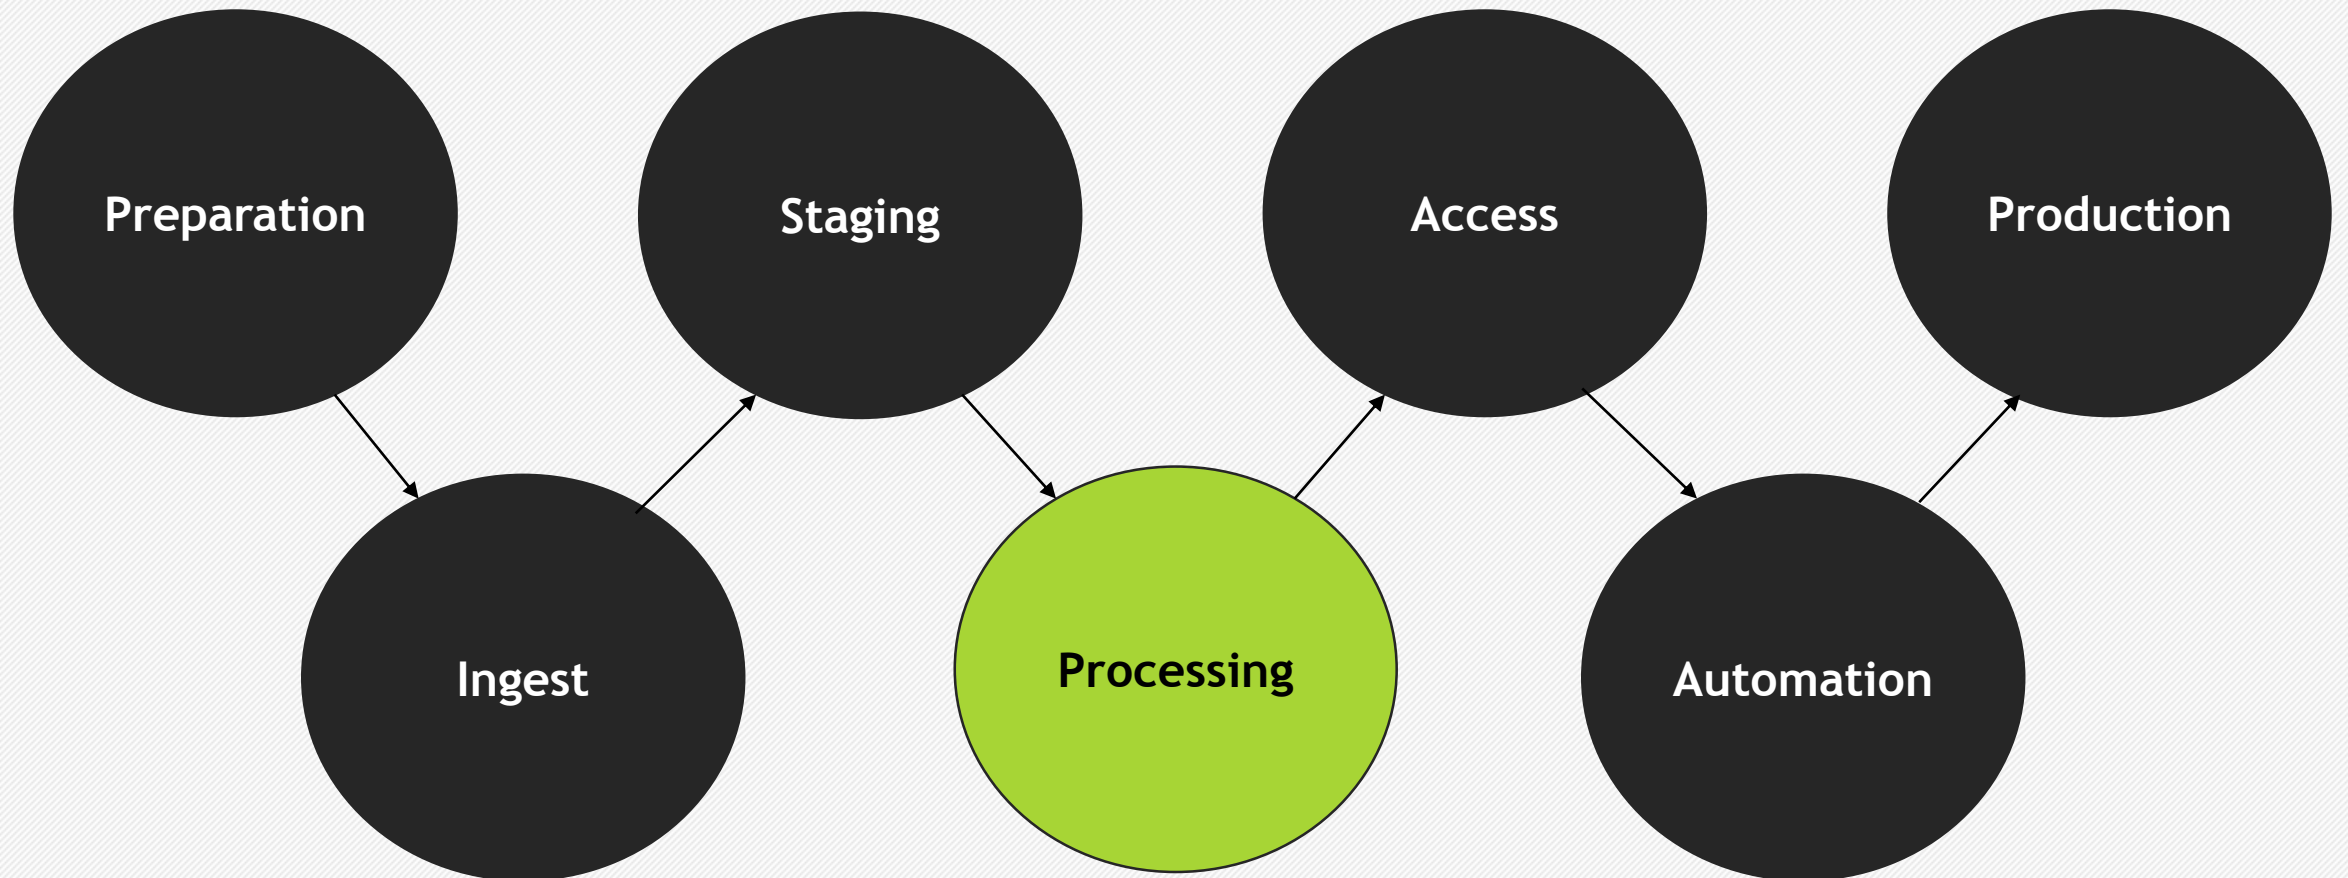 Preparation
Ingest
Staging
Processing
Access
Automation
Production